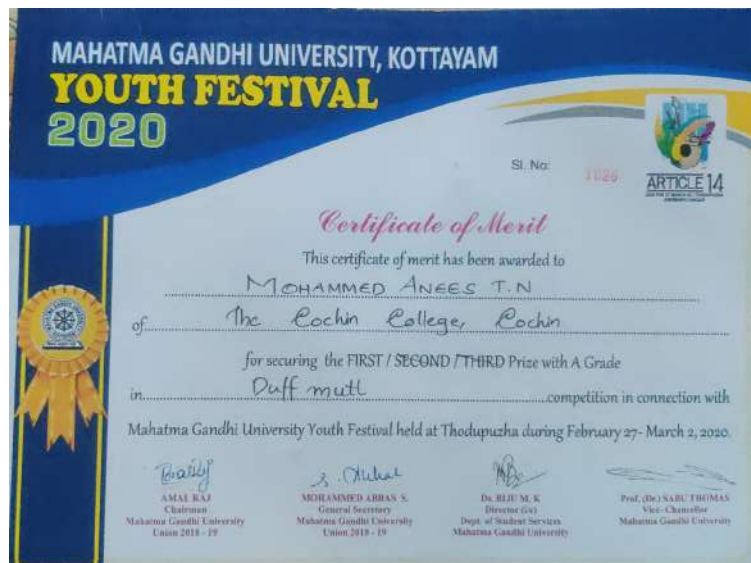 MAHATMA GANDHI UNIVERSITY, KOTTAYAM
YOUTH FESTIVAL
2020
Sl. No: 1026
ARTICLE 14
Certificate of Merit
This certificate of merit has been awarded to
MOHAMMED ANEES T.N
of The Cochin College, Cochin
for securing the FIRST / SECOND / THIRD Prize with A Grade
in Duff mutt competition in connection with
Mahatma Gandhi University Youth Festival held at Thodupuzha during February 27- March 2, 2020.
AMAL RAJ
Chairman
Mahatma Gandhi University
Union 2018 - 19
MOHAMMED ABBAS S.
General Secretary
Mahatma Gandhi University
Union 2018 - 19
Dr. BIJU M. K
Director (i/c)
Dept. of Student Services
Mahatma Gandhi University
Prof. (Dr.) SABU THOMAS
Vice- Chancellor
Mahatma Gandhi University